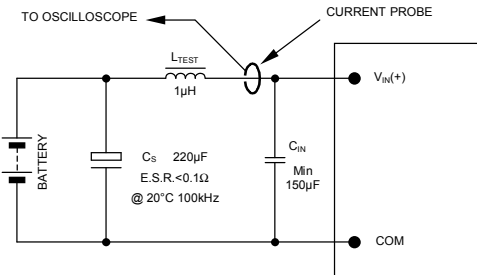 TO OSCILLOSCOPE
CURRENT PROBE
LTEST
1µH
VIN(+)
BATTERY
CS 220µF
E.S.R.<0.1Ω
@ 20°C 100kHz
CIN
Min
150µF
COM